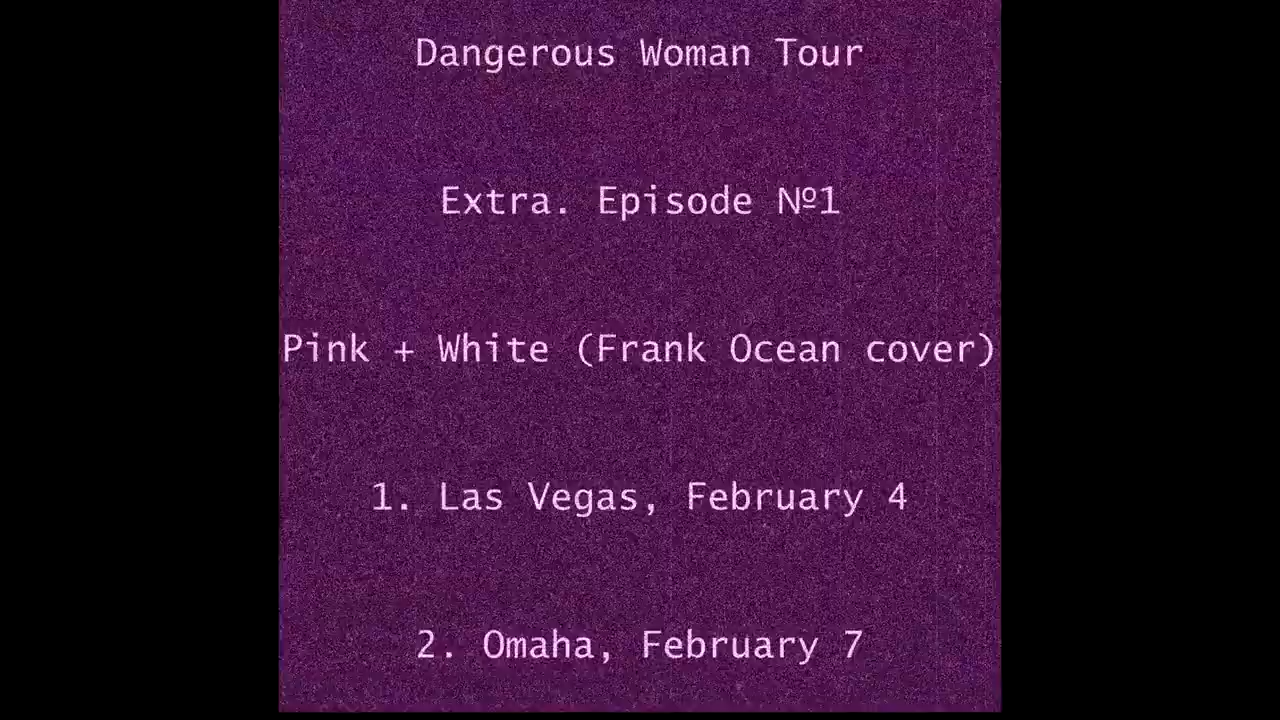 Dangerous Woman Tour
Extra. Episode №1
Pink + White (Frank Ocean cover)
1. Las Vegas, February 4
2. Omaha, February 7